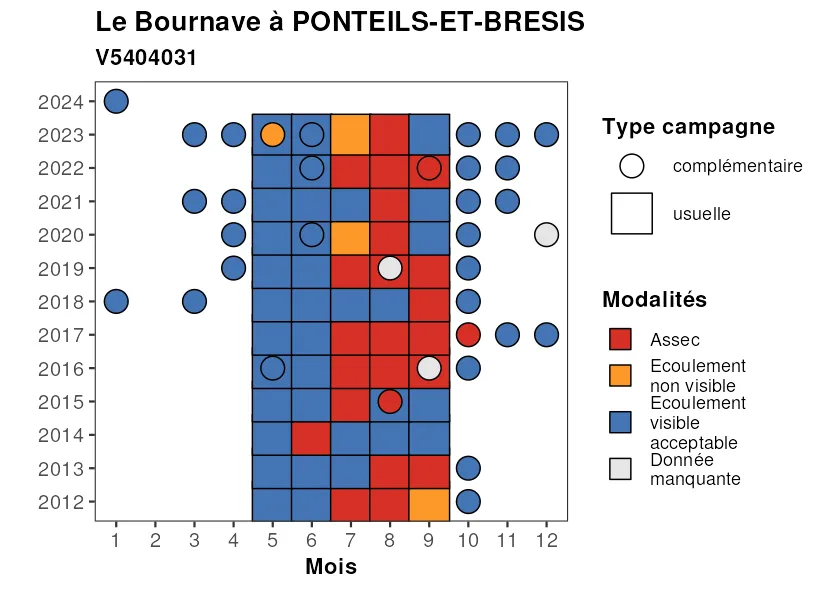 Le Bournave à PONTEILS-ET-BRESIS
V5404031
2024
2023
2022
2021
2020
2019
2018
2017
2016
2015
2014
2013
2012
1 2 3 4 5 6 7 8 9 10 11 12
Mois
Type campagne
complémentaire
usuelle
Modalités
Assec
Ecoulement
non visible
Ecoulement
visible
acceptable
Donnée
manquante